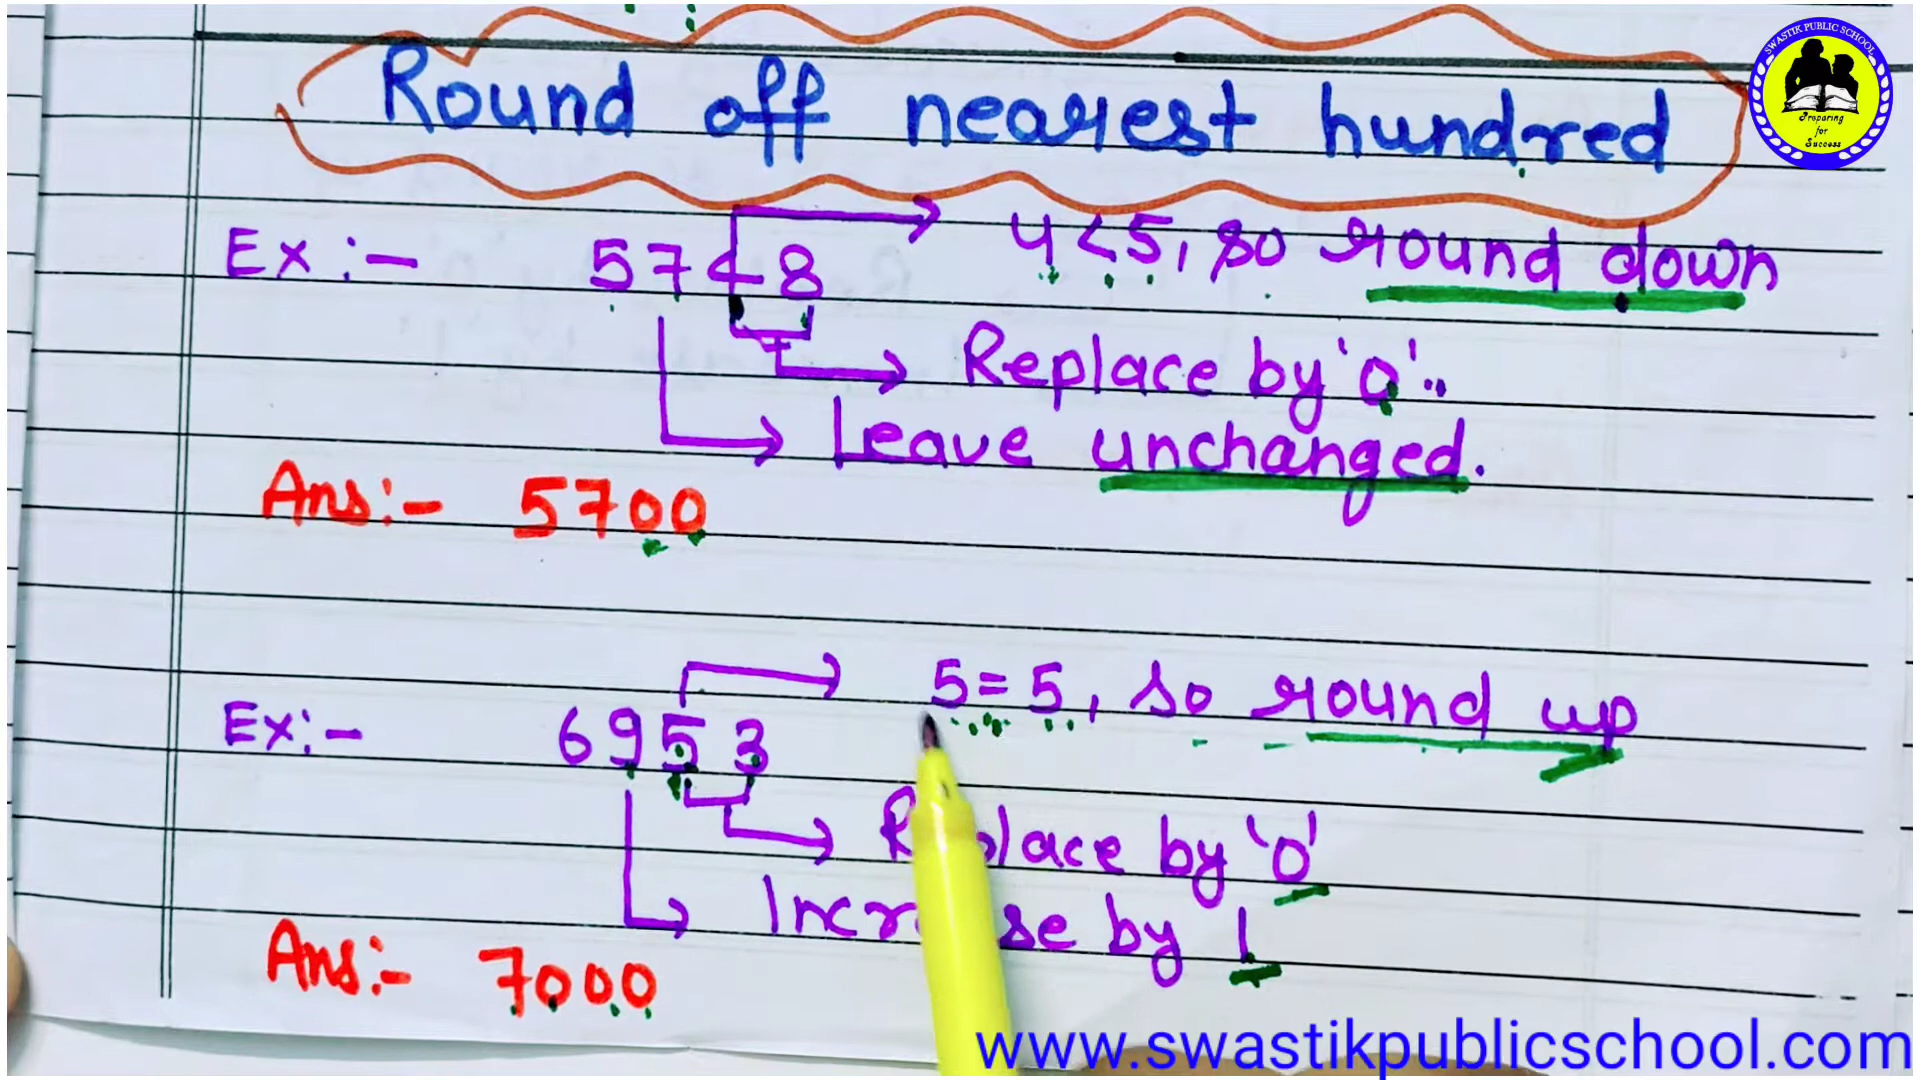 SWASTIK PUBLIC SCHOOL
Preparing
for
Success
Round off nearest hundred
Ex:- 5748 4<5, so round down
Replace by '0'..
Leave unchanged.
Ans:- 5700
Ex:- 6953 5=5, so round up
Replace by '0'
Increase by 1
Ans:- 7000
www.swastikpublicschool.com